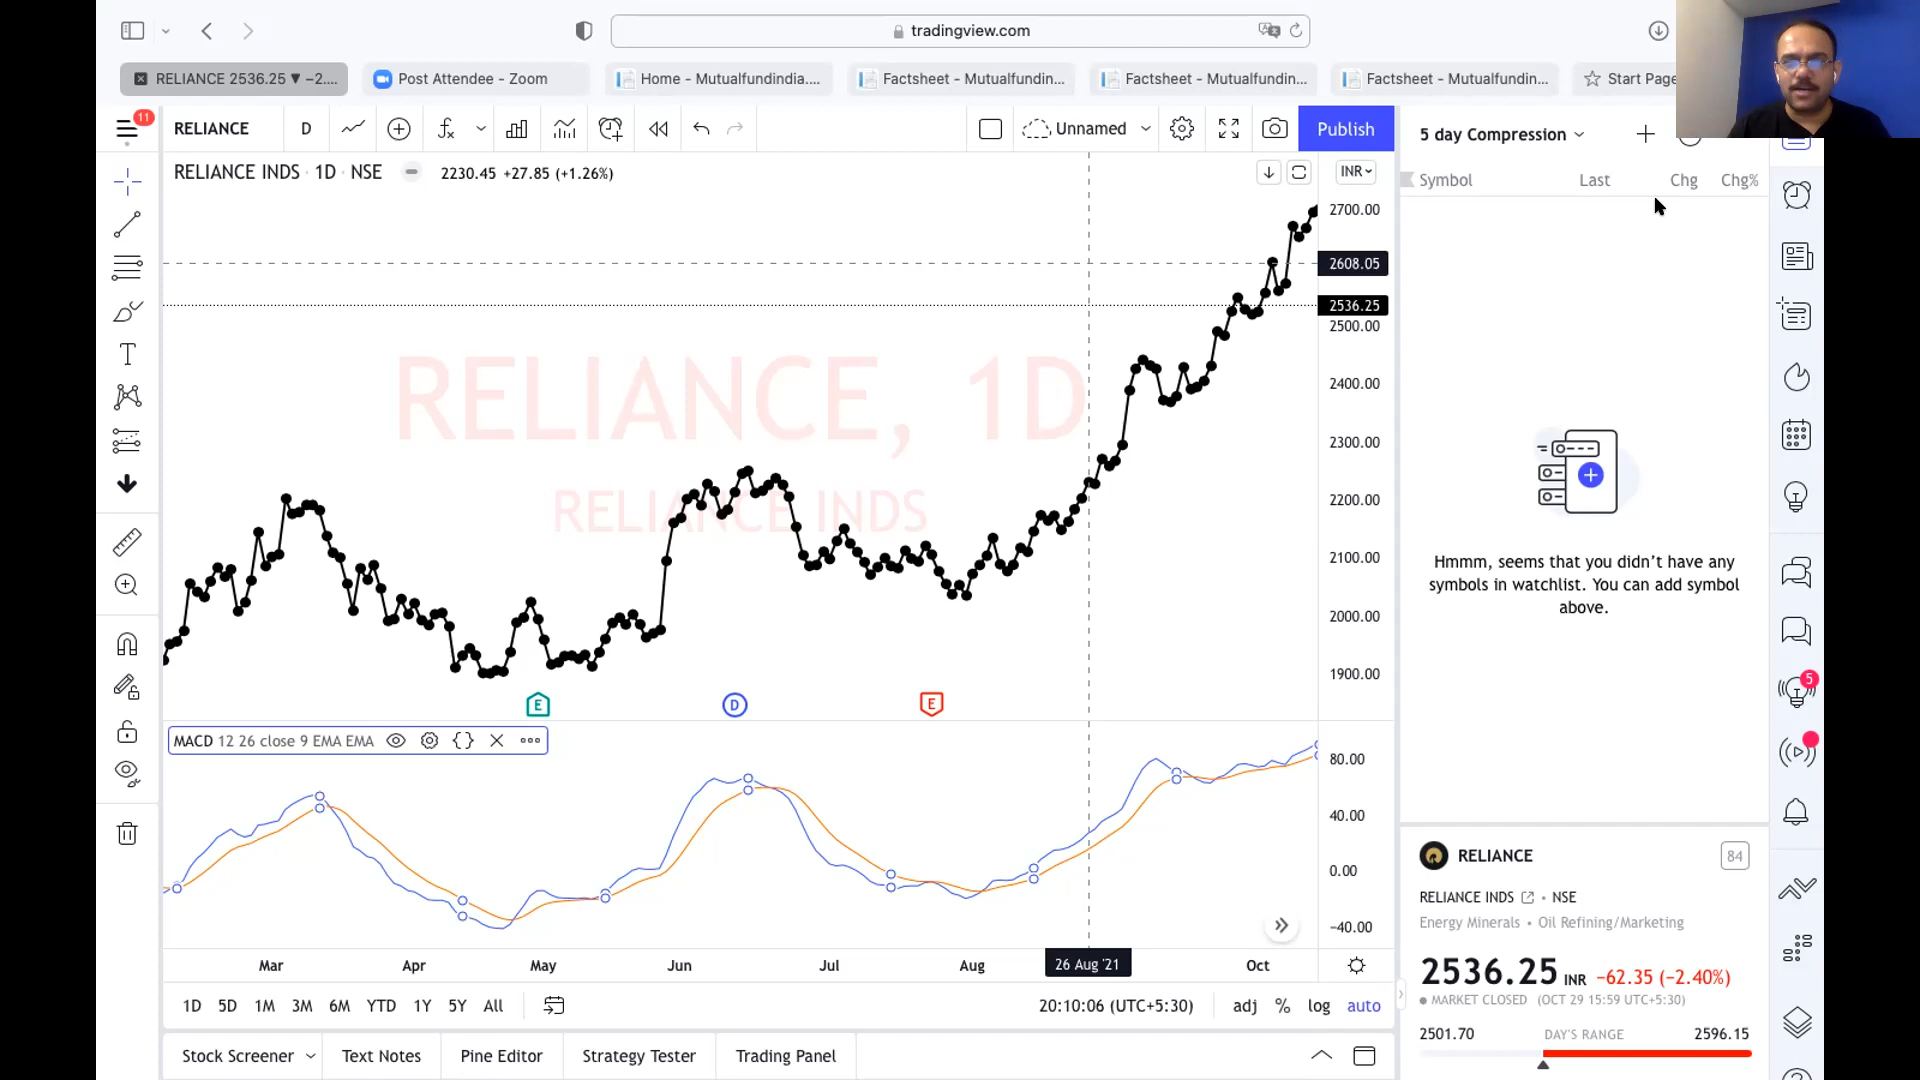 tradingview.com
RELIANCE 2536.25 ▼ −2....
Post Attendee - Zoom
Home - Mutualfundindia....
Factsheet - Mutualfundin...
Factsheet - Mutualfundin...
Factsheet - Mutualfundin...
Start Page
11
RELIANCE
D
Unnamed
Publish
5 day Compression
RELIANCE INDS · 1D · NSE
2230.45 +27.85 (+1.26%)
INR
Symbol
Last
Chg
Chg%
2700.00
2608.05
2536.25
2500.00
2400.00
2300.00
2200.00
2100.00
2000.00
1900.00
RELIANCE, 1D
RELIANCE INDS
Hmmm, seems that you didn’t have any
symbols in watchlist. You can add symbol
above.
E
D
E
5
MACD 12 26 close 9 EMA EMA
80.00
40.00
0.00
−40.00
RELIANCE
84
RELIANCE INDS • NSE
Energy Minerals • Oil Refining/Marketing
Mar
Apr
May
Jun
Jul
Aug
26 Aug '21
Oct
2536.25 INR −62.35 (−2.40%)
MARKET CLOSED (OCT 29 15:59 UTC+5:30)
1D
5D
1M
3M
6M
YTD
1Y
5Y
All
20:10:06 (UTC+5:30)
adj
%
log
auto
2501.70
DAY'S RANGE
2596.15
Stock Screener
Text Notes
Pine Editor
Strategy Tester
Trading Panel